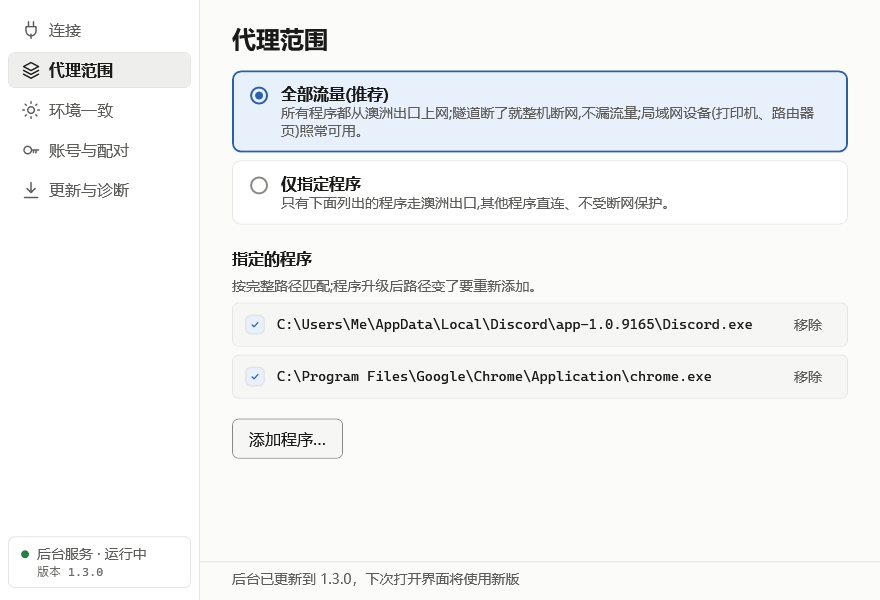 连接
代理范围
环境一致
账号与配对
更新与诊断
后台服务 · 运行中
版本 1.3.0
代理范围
全部流量(推荐)
所有程序都从澳洲出口上网;隧道断了就整机断网,不漏流量;局域网设备(打印机、路由器
页)照常可用。
仅指定程序
只有下面列出的程序走澳洲出口,其他程序直连、不受断网保护。
指定的程序
按完整路径匹配;程序升级后路径变了要重新添加。
C:\Users\Me\AppData\Local\Discord\app-1.0.9165\Discord.exe 移除
C:\Program Files\Google\Chrome\Application\chrome.exe 移除
添加程序...
后台已更新到 1.3.0，下次打开界面将使用新版